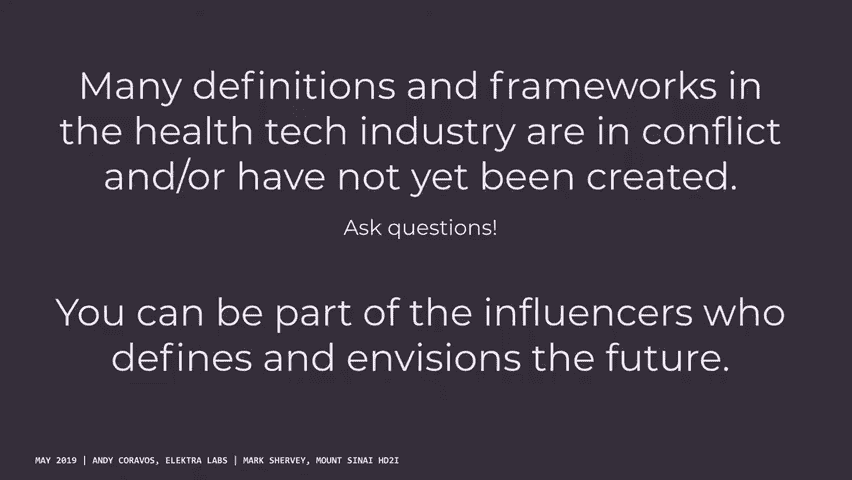 Many definitions and frameworks in
the health tech industry are in conflict
and/or have not yet been created.
Ask questions!
You can be part of the influencers who
defines and envisions the future.
MAY 2019 | ANDY CORAVOS, ELEKTRA LABS | MARK SHERVEY, MOUNT SINAI HD2I